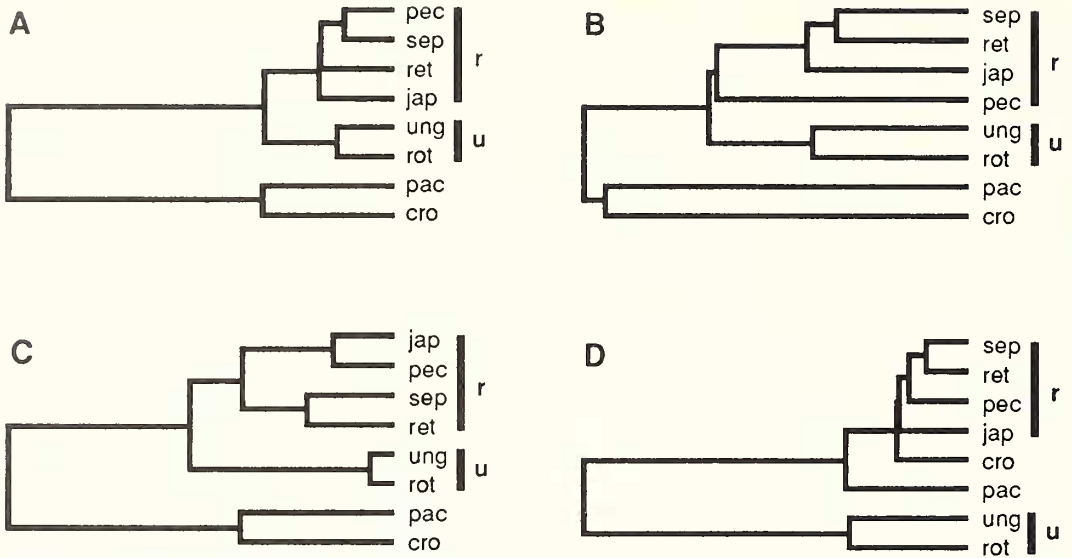 A
pec
sep
ret
jap
r
ung
rot
u
pac
cro
B
sep
ret
jap
pec
r
ung
rot
u
pac
cro
C
jap
pec
sep
ret
r
ung
rot
u
pac
cro
D
sep
ret
pec
jap
r
cro
pac
ung
rot
u